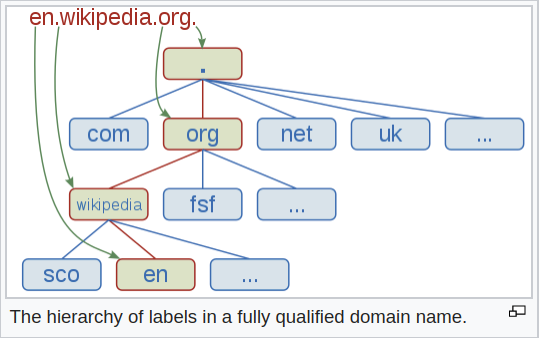 en.wikipedia.org.
.
com org net uk ...
wikipedia fsf ...
sco en ...
The hierarchy of labels in a fully qualified domain name.